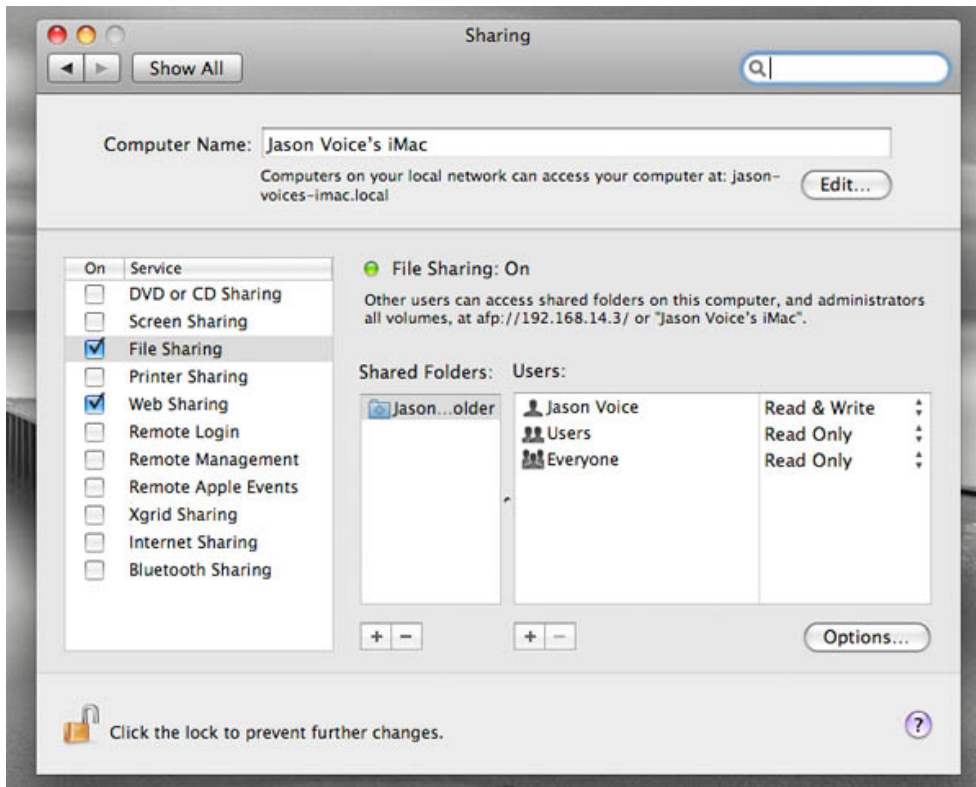 Sharing
Show All
Computer Name: Jason Voice's iMac
Computers on your local network can access your computer at: jason-
voices-imac.local
Edit...
On Service
DVD or CD Sharing
Screen Sharing
File Sharing
Printer Sharing
Web Sharing
Remote Login
Remote Management
Remote Apple Events
Xgrid Sharing
Internet Sharing
Bluetooth Sharing
File Sharing: On
Other users can access shared folders on this computer, and administrators
all volumes, at afp://192.168.14.3/ or "Jason Voice's iMac".
Shared Folders: Users:
Jason...older
Jason Voice Read & Write
Users Read Only
Everyone Read Only
+ − + −
Options...
Click the lock to prevent further changes.
?